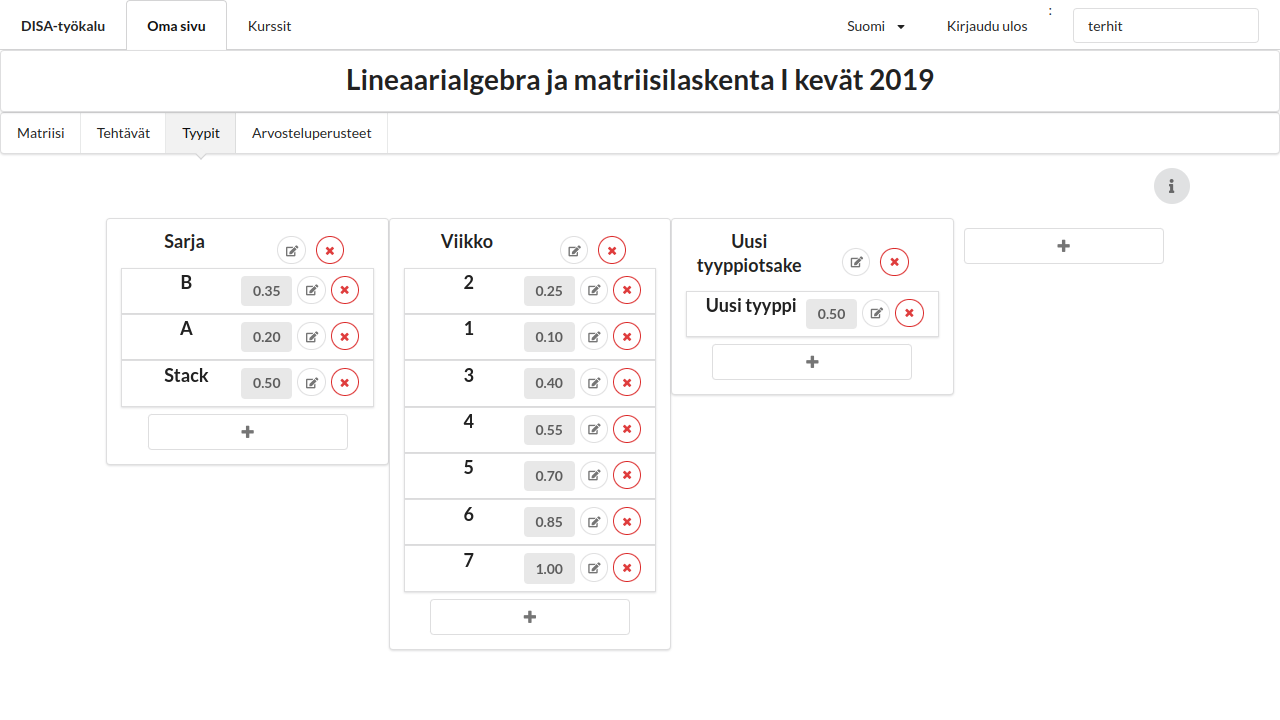 DISA-työkalu Oma sivu Kurssit Suomi Kirjaudu ulos : terhit
Lineaarialgebra ja matriisilaskenta I kevät 2019
Matriisi Tehtävät Tyypit Arvosteluperusteet
Sarja
B 0.35
A 0.20
Stack 0.50
Viikko
2 0.25
1 0.10
3 0.40
4 0.55
5 0.70
6 0.85
7 1.00
Uusi
tyyppiotsake
Uusi tyyppi 0.50